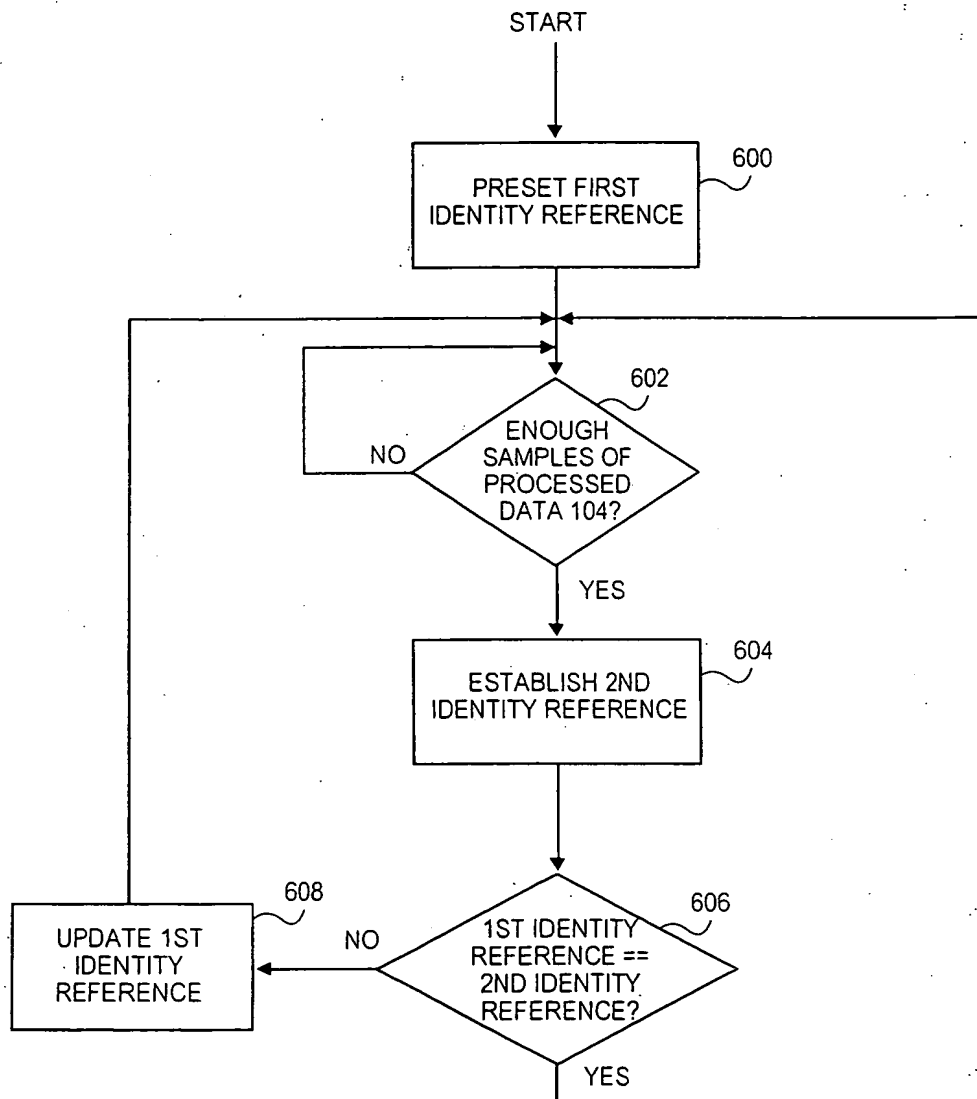 START
600
PRESET FIRST
IDENTITY REFERENCE
602
ENOUGH
SAMPLES OF
PROCESSED
DATA 104?
NO
YES
604
ESTABLISH 2ND
IDENTITY REFERENCE
606
1ST IDENTITY
REFERENCE ==
2ND IDENTITY
REFERENCE?
NO
608
UPDATE 1ST
IDENTITY
REFERENCE
YES